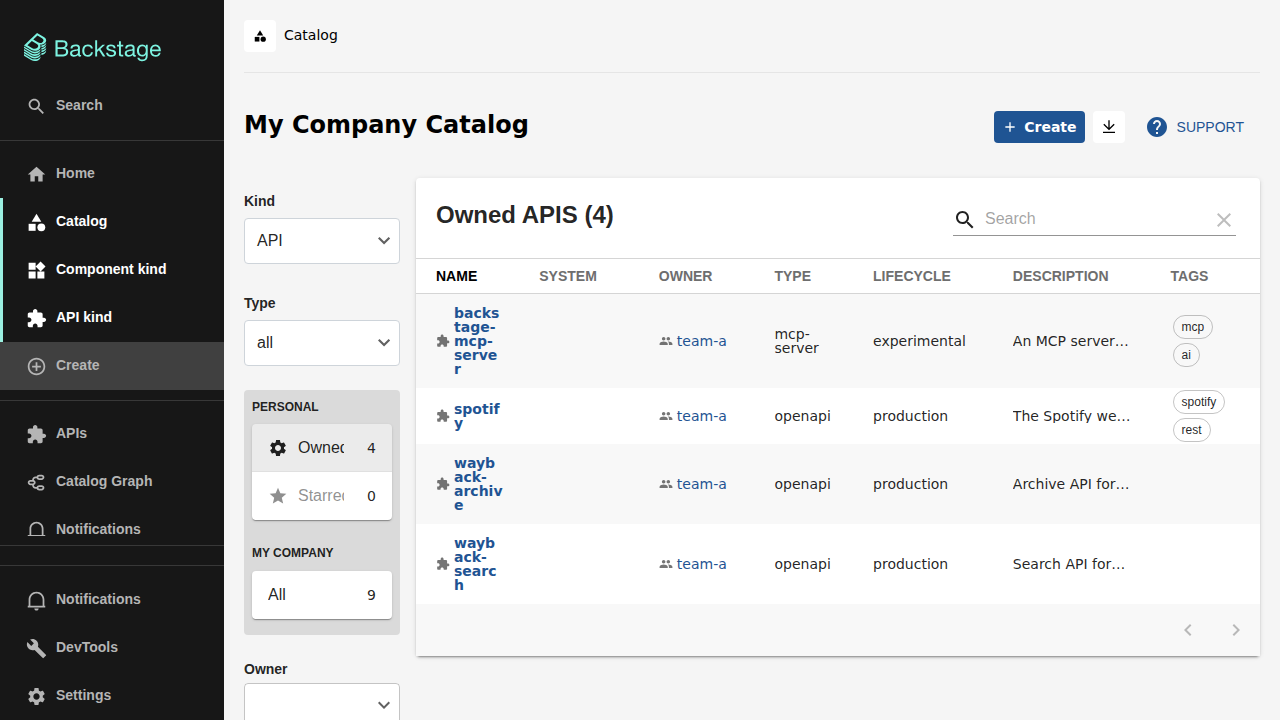 Backstage
Search
Home
Catalog
Component kind
API kind
Create
APIs
Catalog Graph
Notifications
Notifications
DevTools
Settings
Catalog
My Company Catalog
Create
SUPPORT
Kind
API
Type
all
PERSONAL
Owned 4
Starred 0
MY COMPANY
All 9
Owner
Owned APIS (4)
Search
NAME SYSTEM OWNER TYPE LIFECYCLE DESCRIPTION TAGS
backs
tage-
mcp-
serve
r
team-a
mcp-
server
experimental
An MCP server…
mcp
ai
spotif
y
team-a
openapi
production
The Spotify we…
spotify
rest
wayb
ack-
archiv
e
team-a
openapi
production
Archive API for…
wayb
ack-
searc
h
team-a
openapi
production
Search API for…